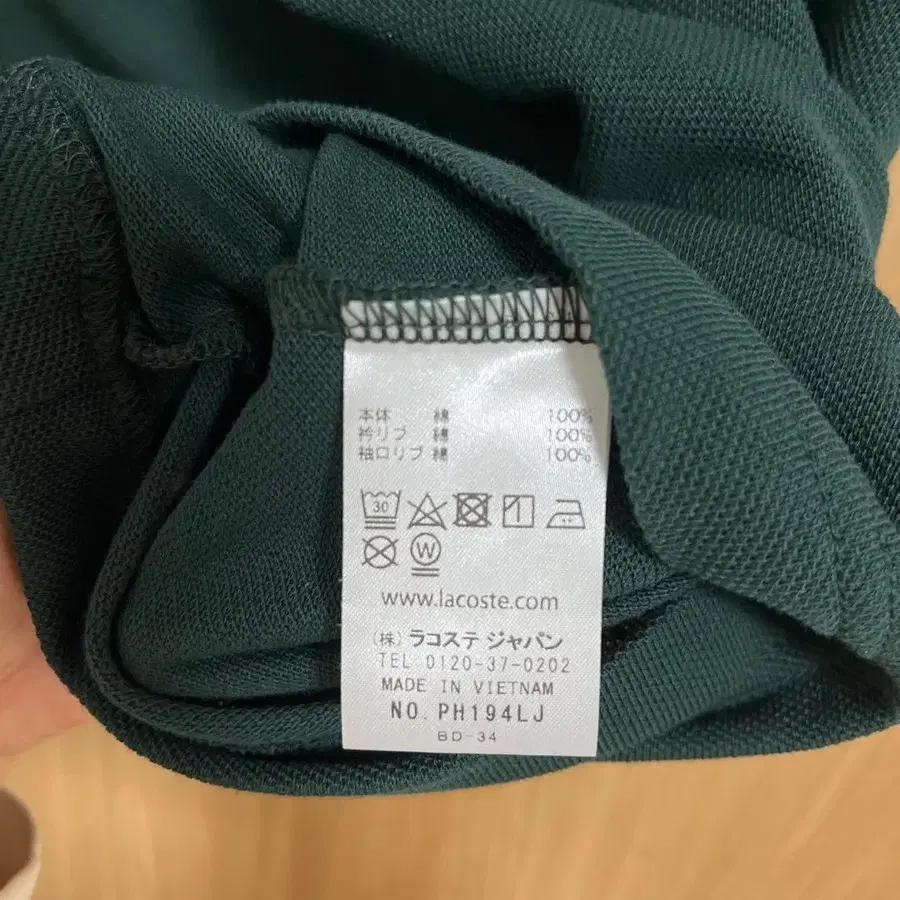 本体 綿 100%
衿リブ 綿 100%
袖口リブ 綿 100%
30
W
www.lacoste.com
(株) ラコステ ジャパン
TEL 0120-37-0202
MADE IN VIETNAM
NO. PH194LJ
BD-34